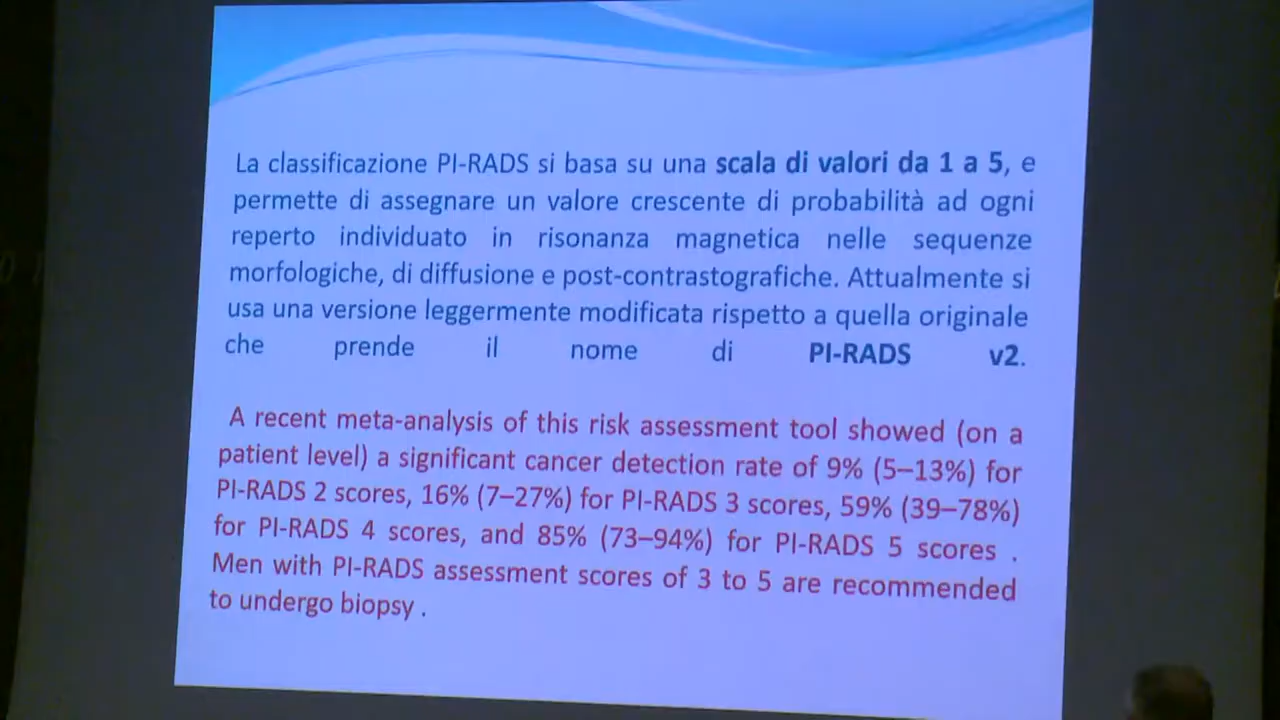 La classificazione PI-RADS si basa su una scala di valori da 1 a 5, e
permette di assegnare un valore crescente di probabilità ad ogni
reperto individuato in risonanza magnetica nelle sequenze
morfologiche, di diffusione e post-contrastografiche. Attualmente si
usa una versione leggermente modificata rispetto a quella originale
che prende il nome di PI-RADS v2.
A recent meta-analysis of this risk assessment tool showed (on a
patient level) a significant cancer detection rate of 9% (5–13%) for
PI-RADS 2 scores, 16% (7–27%) for PI-RADS 3 scores, 59% (39–78%)
for PI-RADS 4 scores, and 85% (73–94%) for PI-RADS 5 scores .
Men with PI-RADS assessment scores of 3 to 5 are recommended
to undergo biopsy .